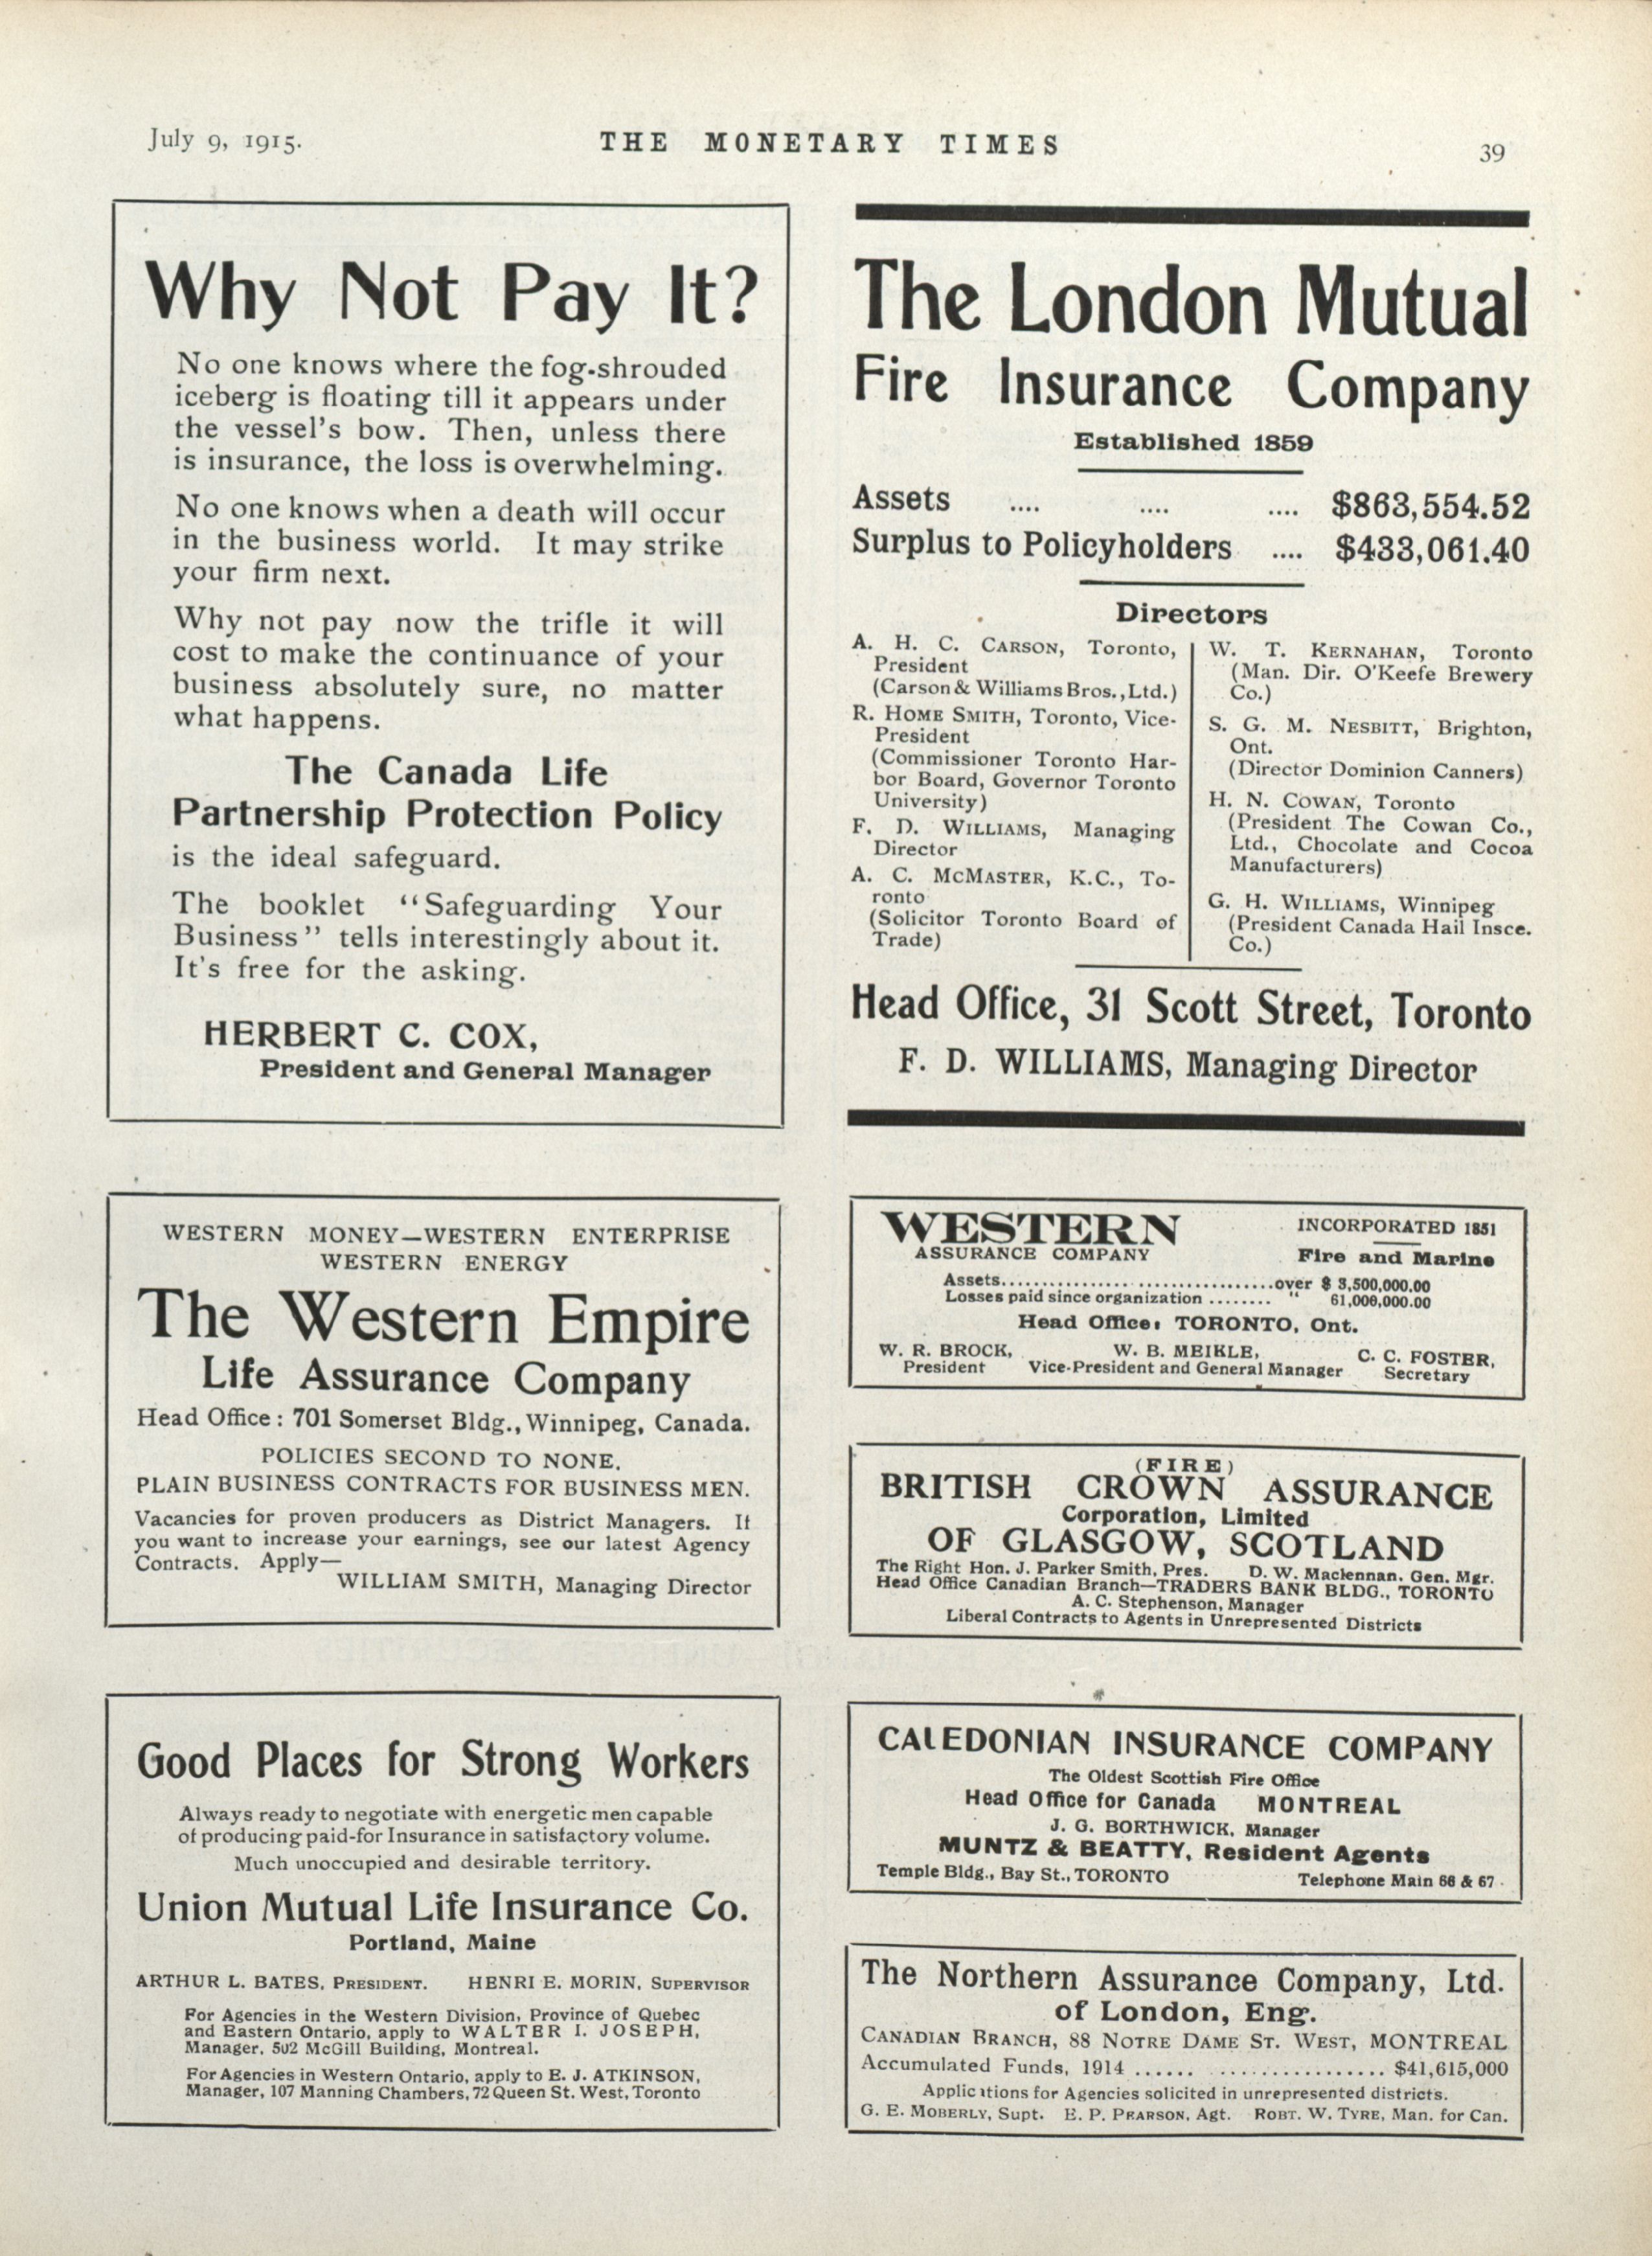 July 9, 1915.
THE MONETARY TIMES
39
Why Not Pay It?
No one knows where the fog-shrouded
iceberg is floating till it appears under
the vessel's bow. Then, unless there
is insurance, the loss is overwhelming.
No one knows when a death will occur
in the business world. It may strike
your firm next.
Why not pay now the trifle it will
cost to make the continuance of your
business absolutely sure, no matter
what happens.
The Canada Life
Partnership Protection Policy
is the ideal safeguard.
The booklet "Safeguarding Your
Business" tells interestingly about it.
It's free for the asking.
HERBERT C. COX,
President and General Manager
The London Mutual
Fire Insurance Company
Established 1859
Assets .... .... .... $863,554.52
Surplus to Policyholders .... $433,061.40
Directors
A. H. C. CARSON, Toronto,
President
(Carson & Williams Bros., Ltd.)
R. HOME SMITH, Toronto, Vice-
President
(Commissioner Toronto Har-
bor Board, Governor Toronto
University)
F. D. WILLIAMS, Managing
Director
A. C. MCMASTER, K.C., To-
ronto
(Solicitor Toronto Board of
Trade)
W. T. KERNAHAN, Toronto
(Man. Dir. O'Keefe Brewery
Co.)
S. G. M. NESBITT, Brighton,
Ont.
(Director Dominion Canners)
H. N. COWAN, Toronto
(President The Cowan Co.,
Ltd., Chocolate and Cocoa
Manufacturers)
G. H. WILLIAMS, Winnipeg
(President Canada Hail Insce.
Co.)
Head Office, 31 Scott Street, Toronto
F. D. WILLIAMS, Managing Director
WESTERN MONEY—WESTERN ENTERPRISE
WESTERN ENERGY
The Western Empire
Life Assurance Company
Head Office: 701 Somerset Bldg., Winnipeg, Canada.
POLICIES SECOND TO NONE.
PLAIN BUSINESS CONTRACTS FOR BUSINESS MEN.
Vacancies for proven producers as District Managers. If
you want to increase your earnings, see our latest Agency
Contracts. Apply—
WILLIAM SMITH, Managing Director
WESTERN
ASSURANCE COMPANY
INCORPORATED 1851
Fire and Marine
Assets.................................over $ 3,500,000.00
Losses paid since organization ........ " 61,000,000.00
Head Office: TORONTO, Ont.
W. R. BROCK, W. B. MEIKLE, C. C. FOSTER,
President Vice-President and General Manager Secretary
(FIRE)
BRITISH CROWN ASSURANCE
Corporation, Limited
OF GLASGOW, SCOTLAND
The Right Hon. J. Parker Smith, Pres. D. W. Maclennan, Gen. Mgr.
Head Office Canadian Branch—TRADERS BANK BLDG., TORONTO
A. C. Stephenson, Manager
Liberal Contracts to Agents in Unrepresented Districts
Good Places for Strong Workers
Always ready to negotiate with energetic men capable
of producing paid-for Insurance in satisfactory volume.
Much unoccupied and desirable territory.
Union Mutual Life Insurance Co.
Portland, Maine
ARTHUR L. BATES, PRESIDENT. HENRI E. MORIN, SUPERVISOR
For Agencies in the Western Division, Province of Quebec
and Eastern Ontario, apply to WALTER I. JOSEPH,
Manager, 502 McGill Building, Montreal.
For Agencies in Western Ontario, apply to E. J. ATKINSON,
Manager, 107 Manning Chambers, 72 Queen St. West, Toronto
CALEDONIAN INSURANCE COMPANY
The Oldest Scottish Fire Office
Head Office for Canada MONTREAL
J. G. BORTHWICK, Manager
MUNTZ & BEATTY, Resident Agents
Temple Bldg., Bay St., TORONTO Telephone Main 66 & 67
The Northern Assurance Company, Ltd.
of London, Eng.
CANADIAN BRANCH, 88 NOTRE DAME ST. WEST, MONTREAL
Accumulated Funds, 1914 ...... ................ $41,615,000
Applications for Agencies solicited in unrepresented districts.
G. E. MOBERLY, Supt. E. P. PEARSON, Agt. ROBT. W. TYRE, Man. for Can.